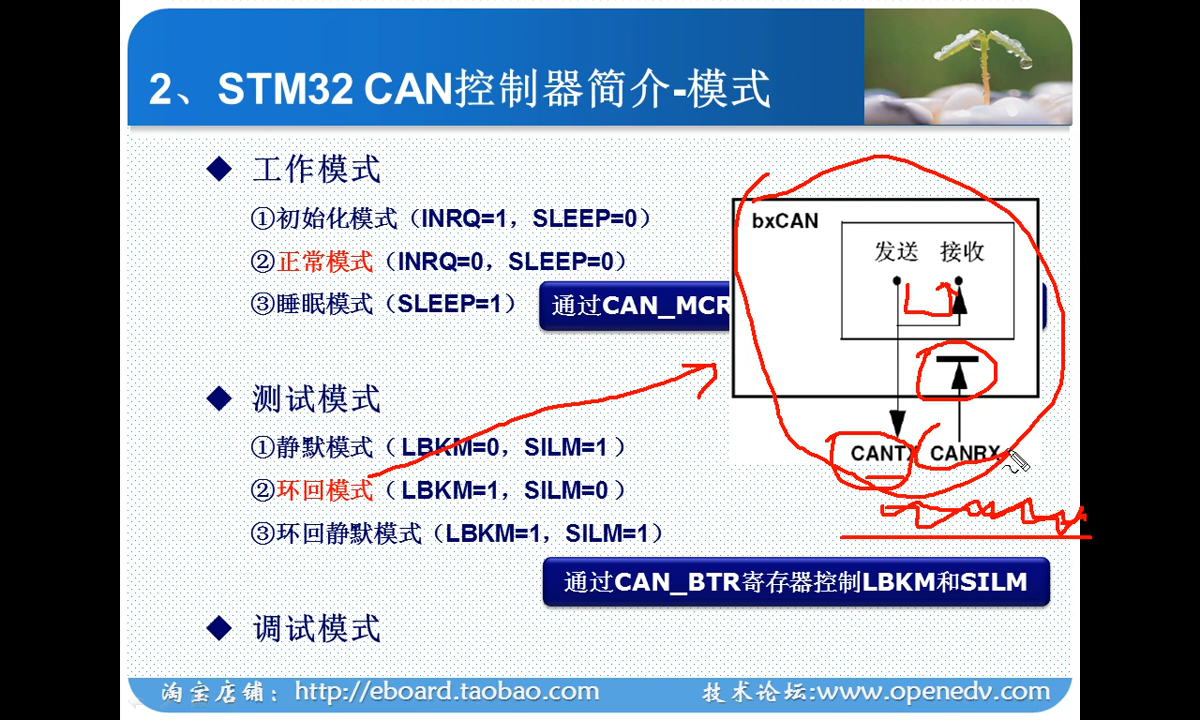 2、STM32 CAN控制器简介-模式
◆ 工作模式
①初始化模式（INRQ=1，SLEEP=0）
②正常模式（INRQ=0，SLEEP=0）
③睡眠模式（SLEEP=1）
通过CAN_MCR
bxCAN
发送 接收
CANTX CANRX
◆ 测试模式
①静默模式（ LBKM=0，SILM=1 ）
②环回模式（ LBKM=1，SILM=0 ）
③环回静默模式（LBKM=1，SILM=1）
通过CAN_BTR寄存器控制LBKM和SILM
◆ 调试模式
淘宝店铺：http://eboard.taobao.com
技术论坛:www.openedv.com